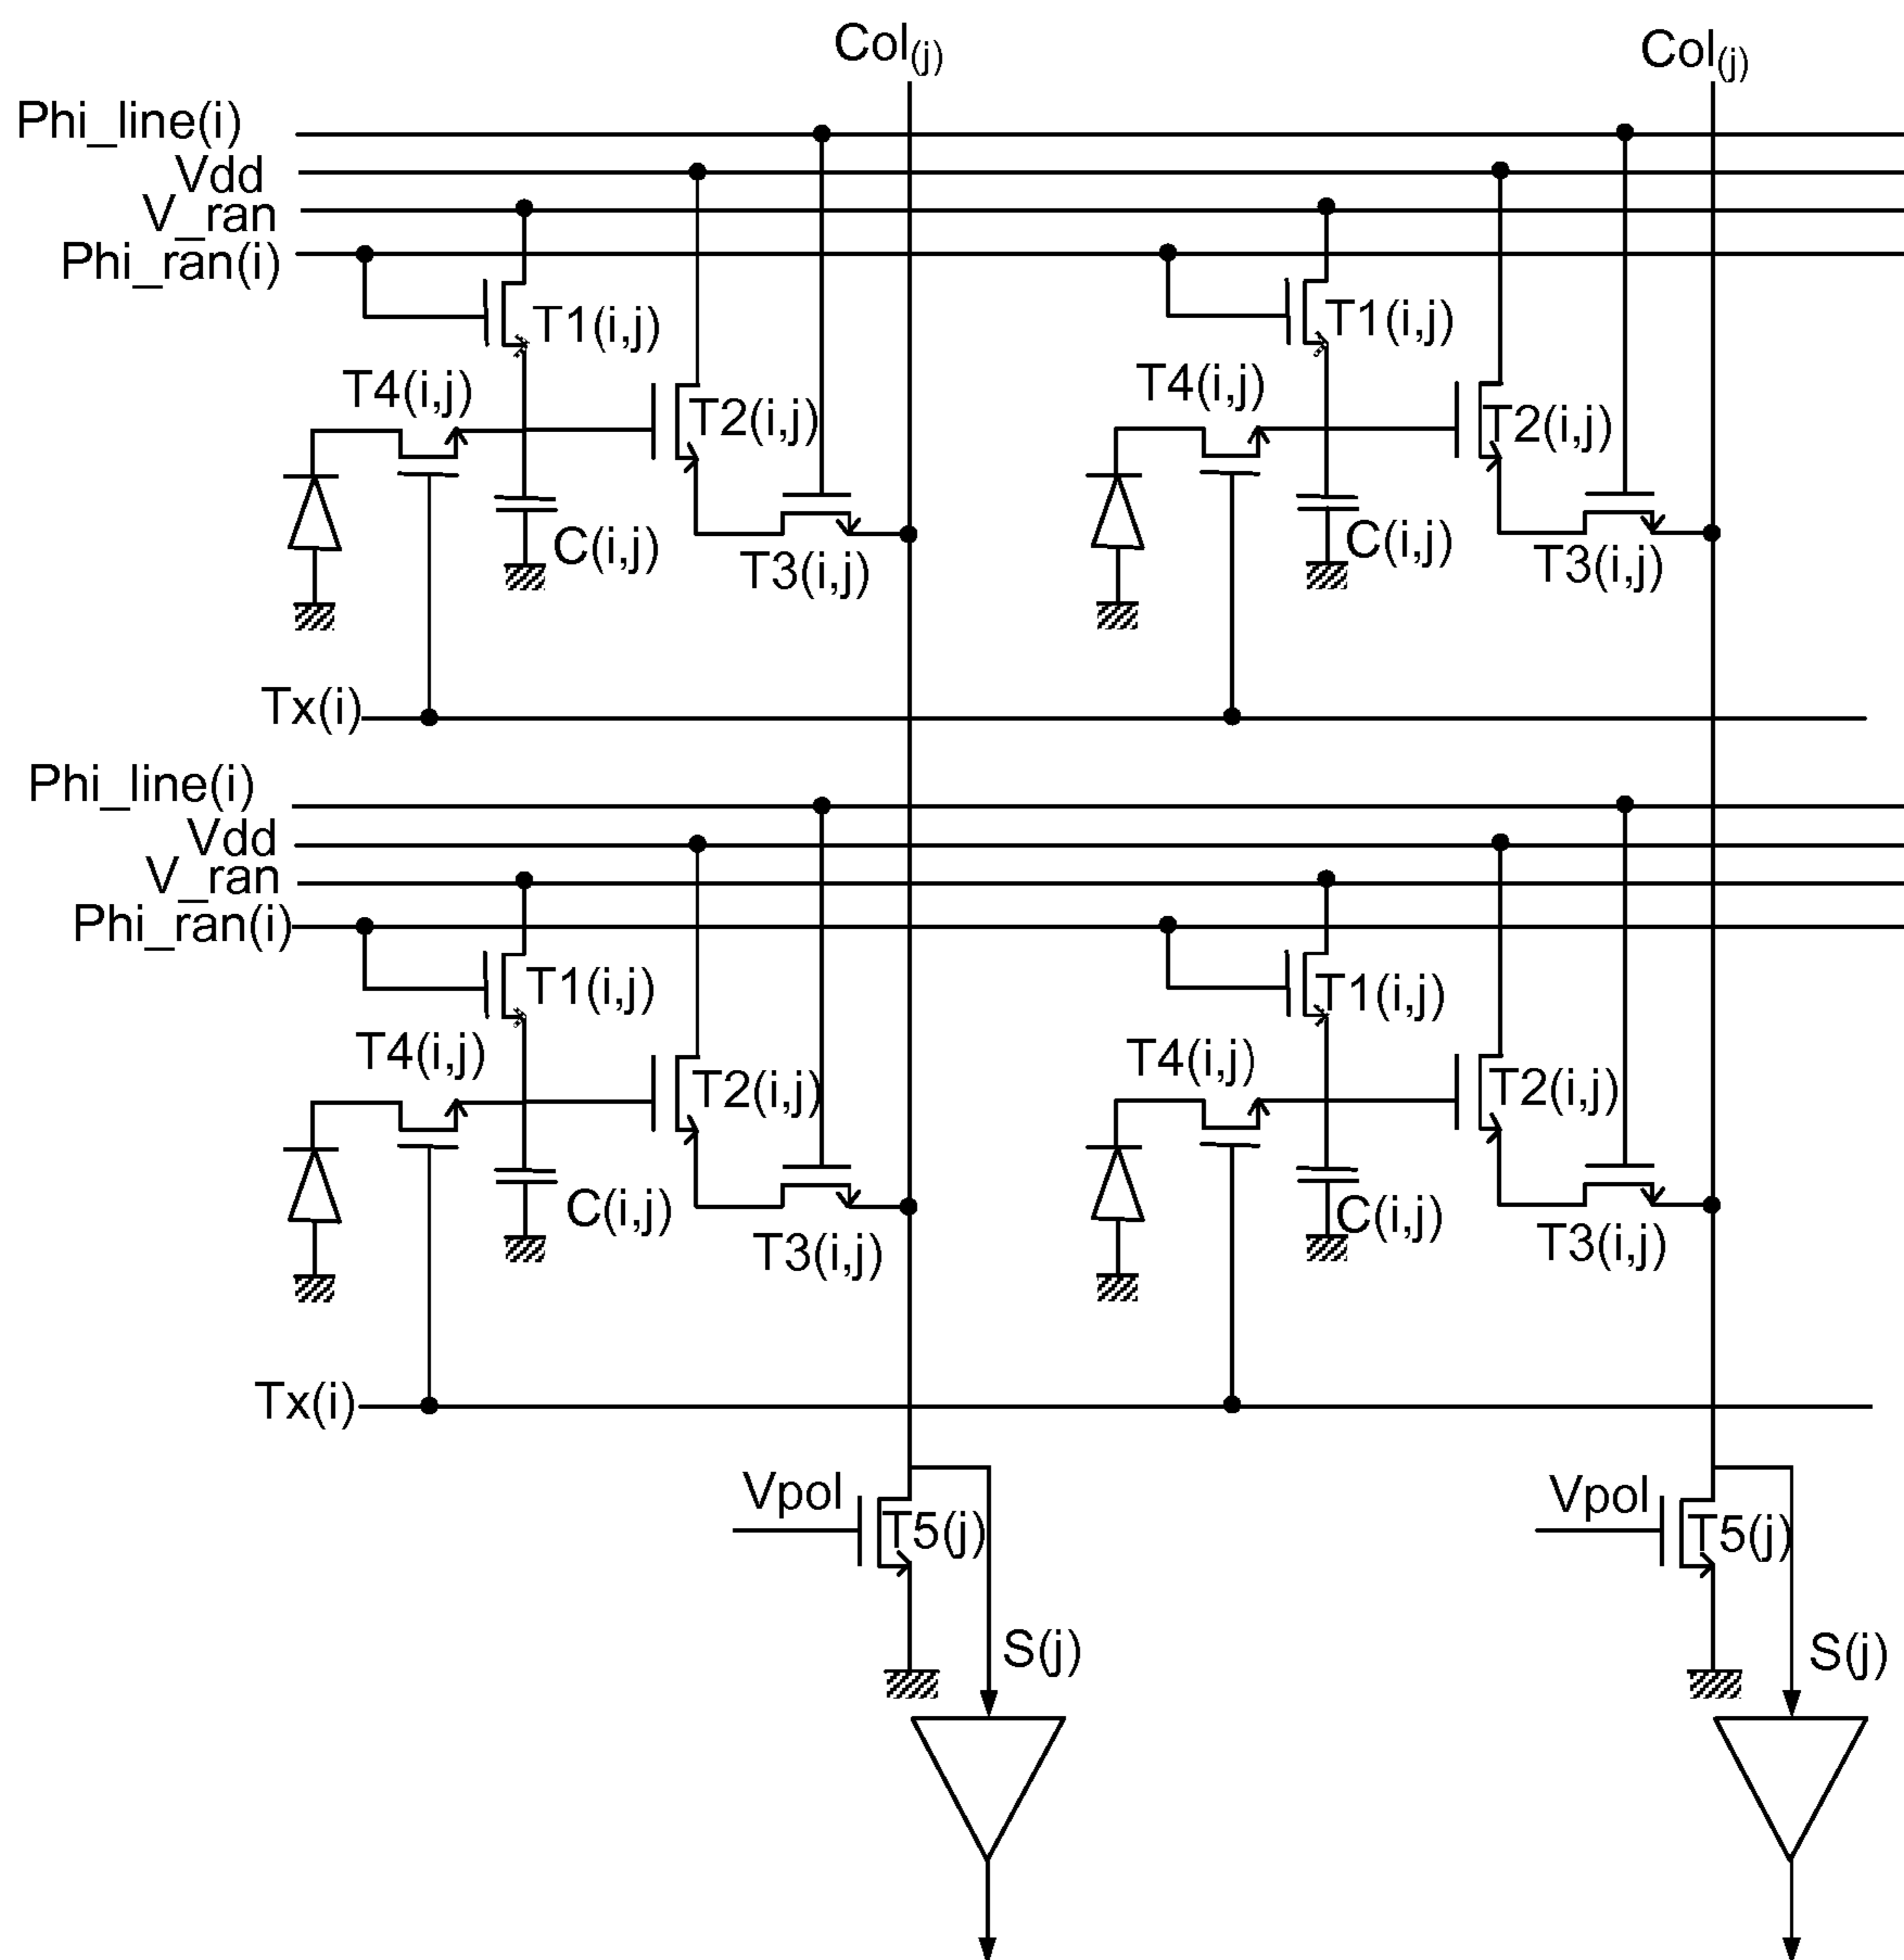 Col(j) Col(j)
Phi_line(i)
Vdd
V_ran
Phi_ran(i)
T1(i,j) T1(i,j)
T4(i,j) T4(i,j)
T2(i,j) T2(i,j)
C(i,j) C(i,j)
T3(i,j) T3(i,j)
Tx(i)
Phi_line(i)
Vdd
V_ran
Phi_ran(i)
T1(i,j) T1(i,j)
T4(i,j) T4(i,j)
T2(i,j) T2(i,j)
C(i,j) C(i,j)
T3(i,j) T3(i,j)
Tx(i)
Vpol Vpol
T5(j) T5(j)
S(j) S(j)